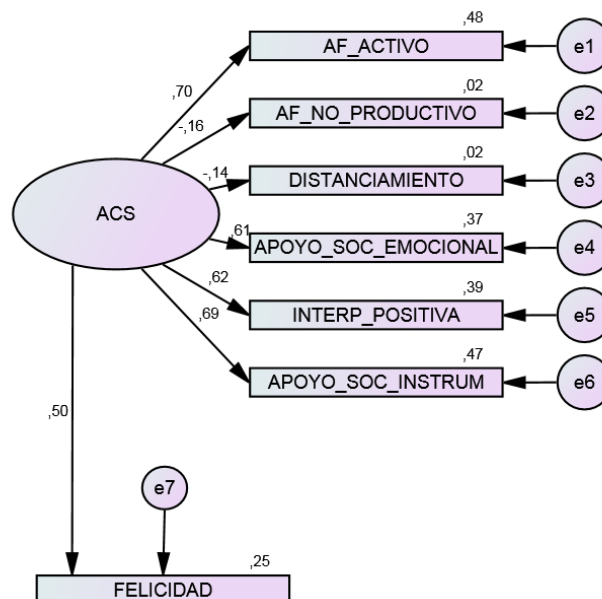 ,48
AF_ACTIVO
e1
,70
,02
AF_NO_PRODUCTIVO
e2
-,16
,02
DISTANCIAMIENTO
e3
-,14
ACS
,37
APOYO_SOC_EMOCIONAL
e4
,61
,39
INTERP_POSITIVA
e5
,62
,47
APOYO_SOC_INSTRUM
e6
,69
,50
e7
,25
FELICIDAD